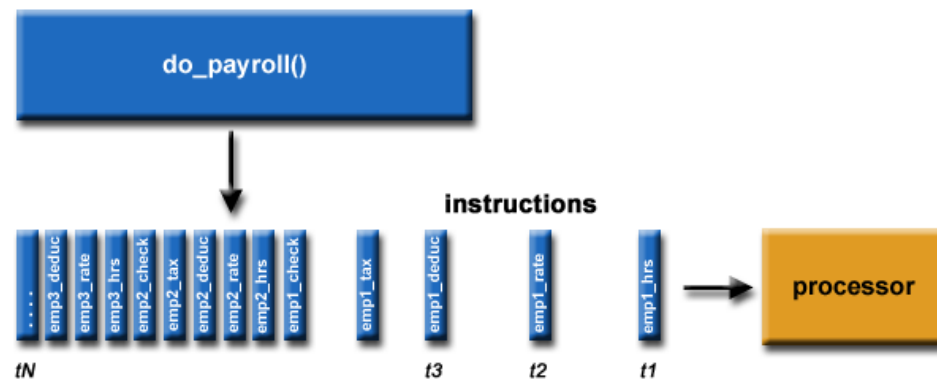 do_payroll()
instructions
. . . .
emp3_deduc
emp3_rate
emp3_hrs
emp2_check
emp2_tax
emp2_deduc
emp2_rate
emp2_hrs
emp1_check
emp1_tax
emp1_deduc
emp1_rate
emp1_hrs
processor
tN t3 t2 t1